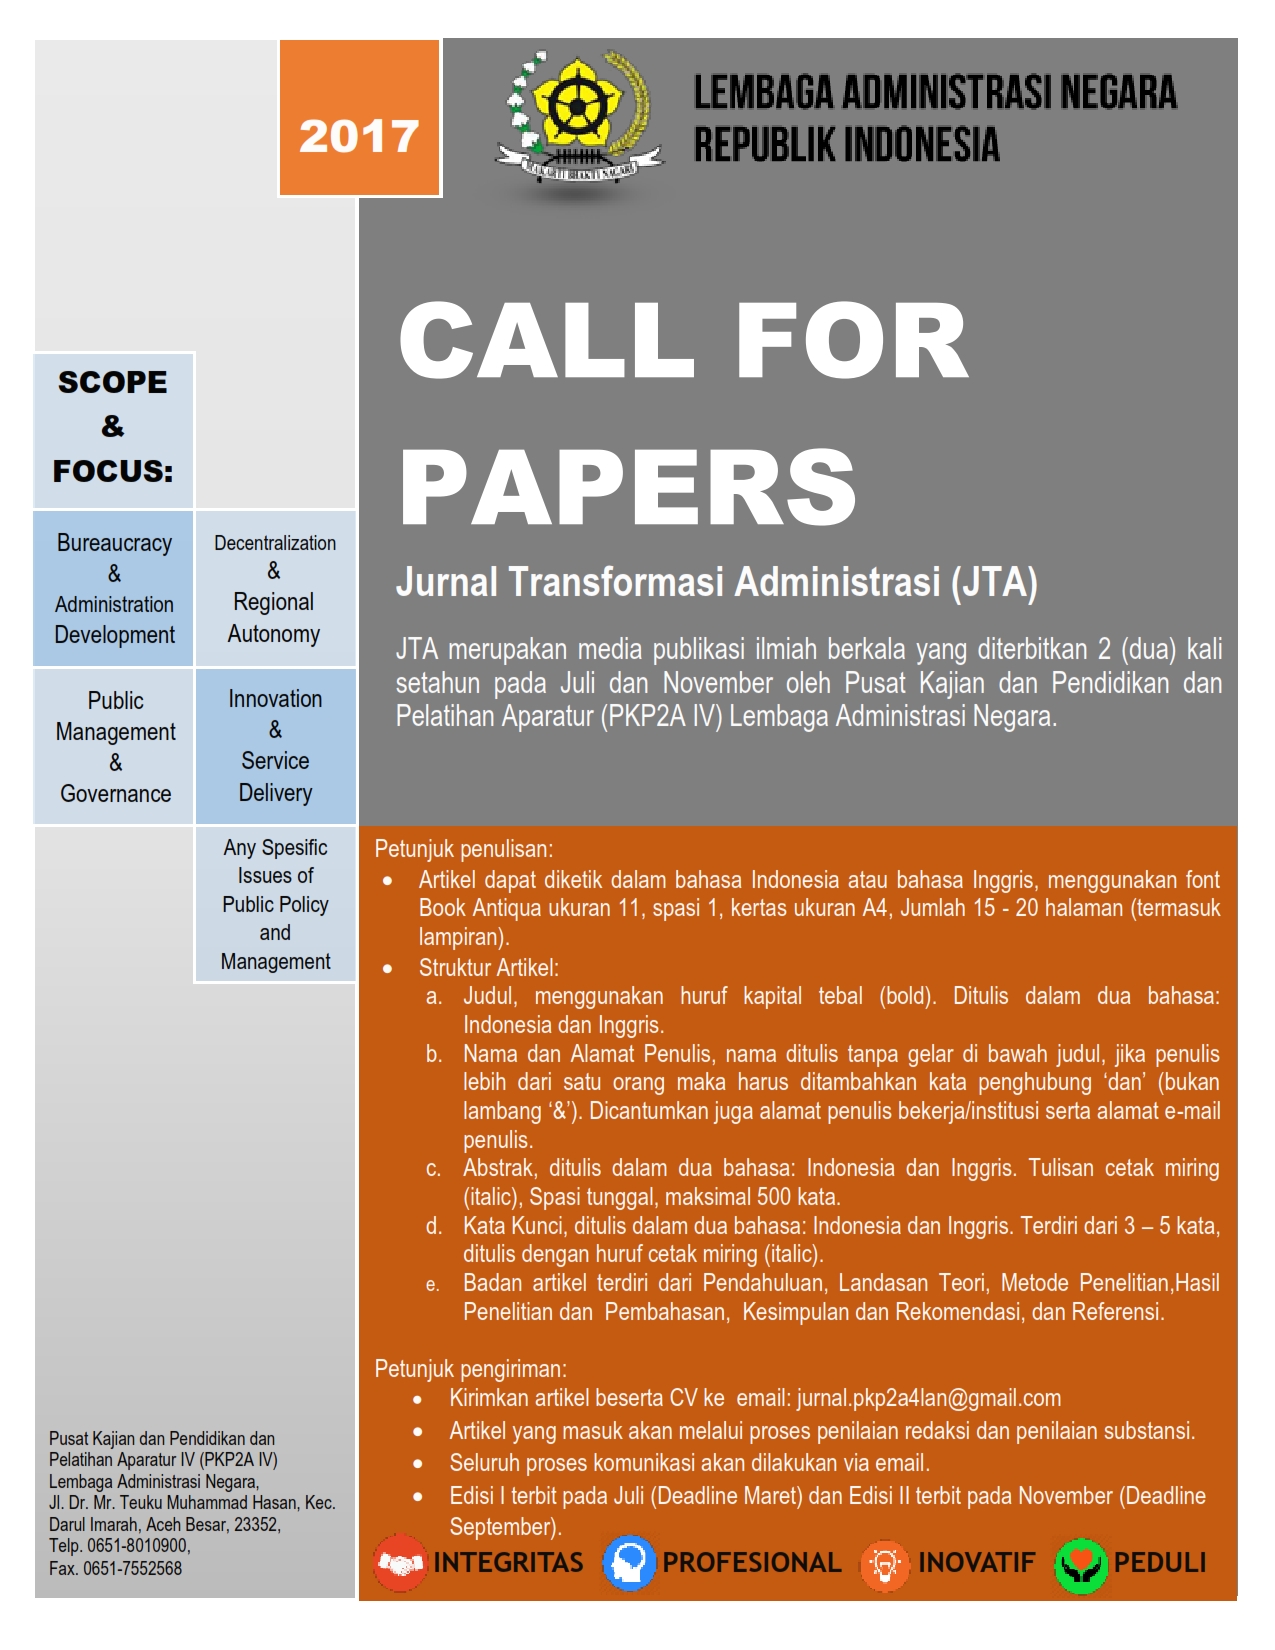 2017
LEMBAGA ADMINISTRASI NEGARA
REPUBLIK INDONESIA
CALL FOR
PAPERS
Jurnal Transformasi Administrasi (JTA)
JTA merupakan media publikasi ilmiah berkala yang diterbitkan 2 (dua) kali
setahun pada Juli dan November oleh Pusat Kajian dan Pendidikan dan
Pelatihan Aparatur (PKP2A IV) Lembaga Administrasi Negara.
SCOPE
&
FOCUS:
Bureaucracy
&
Administration
Development
Decentralization
&
Regional
Autonomy
Public
Management
&
Governance
Innovation
&
Service
Delivery
Any Spesific
Issues of
Public Policy
and
Management
Petunjuk penulisan:
• Artikel dapat diketik dalam bahasa Indonesia atau bahasa Inggris, menggunakan font
Book Antiqua ukuran 11, spasi 1, kertas ukuran A4, Jumlah 15 - 20 halaman (termasuk
lampiran).
• Struktur Artikel:
a. Judul, menggunakan huruf kapital tebal (bold). Ditulis dalam dua bahasa:
Indonesia dan Inggris.
b. Nama dan Alamat Penulis, nama ditulis tanpa gelar di bawah judul, jika penulis
lebih dari satu orang maka harus ditambahkan kata penghubung ‘dan’ (bukan
lambang ‘&’). Dicantumkan juga alamat penulis bekerja/institusi serta alamat e-mail
penulis.
c. Abstrak, ditulis dalam dua bahasa: Indonesia dan Inggris. Tulisan cetak miring
(italic), Spasi tunggal, maksimal 500 kata.
d. Kata Kunci, ditulis dalam dua bahasa: Indonesia dan Inggris. Terdiri dari 3 – 5 kata,
ditulis dengan huruf cetak miring (italic).
e. Badan artikel terdiri dari Pendahuluan, Landasan Teori, Metode Penelitian,Hasil
Penelitian dan Pembahasan, Kesimpulan dan Rekomendasi, dan Referensi.
Petunjuk pengiriman:
• Kirimkan artikel beserta CV ke email: jurnal.pkp2a4lan@gmail.com
• Artikel yang masuk akan melalui proses penilaian redaksi dan penilaian substansi.
• Seluruh proses komunikasi akan dilakukan via email.
• Edisi I terbit pada Juli (Deadline Maret) dan Edisi II terbit pada November (Deadline
September).
INTEGRITAS PROFESIONAL INOVATIF PEDULI
Pusat Kajian dan Pendidikan dan
Pelatihan Aparatur IV (PKP2A IV)
Lembaga Administrasi Negara,
Jl. Dr. Mr. Teuku Muhammad Hasan, Kec.
Darul Imarah, Aceh Besar, 23352,
Telp. 0651-8010900,
Fax. 0651-7552568